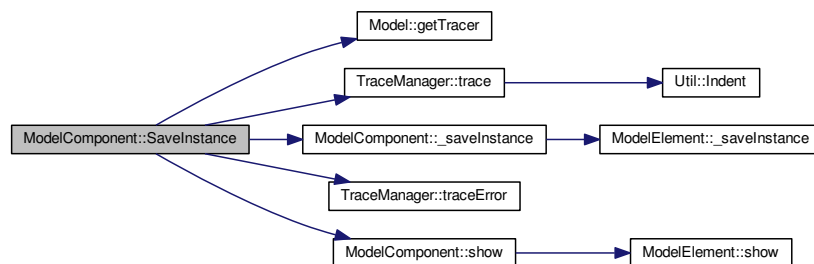 Model::getTracer
TraceManager::trace
Util::Indent
ModelComponent::SaveInstance
ModelComponent::_saveInstance
ModelElement::_saveInstance
TraceManager::traceError
ModelComponent::show
ModelElement::show